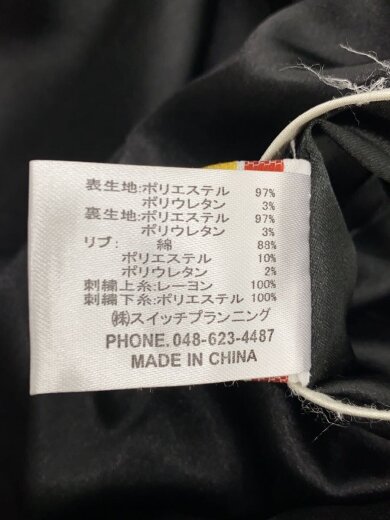 表生地:ポリエステル 97%
ポリウレタン 3%
裏生地:ポリエステル 97%
ポリウレタン 3%
リブ: 綿 88%
ポリエステル 10%
ポリウレタン 2%
刺繍上糸:レーヨン 100%
刺繍下糸:ポリエステル 100%
㈱スイッチプランニング
PHONE.048-623-4487
MADE IN CHINA